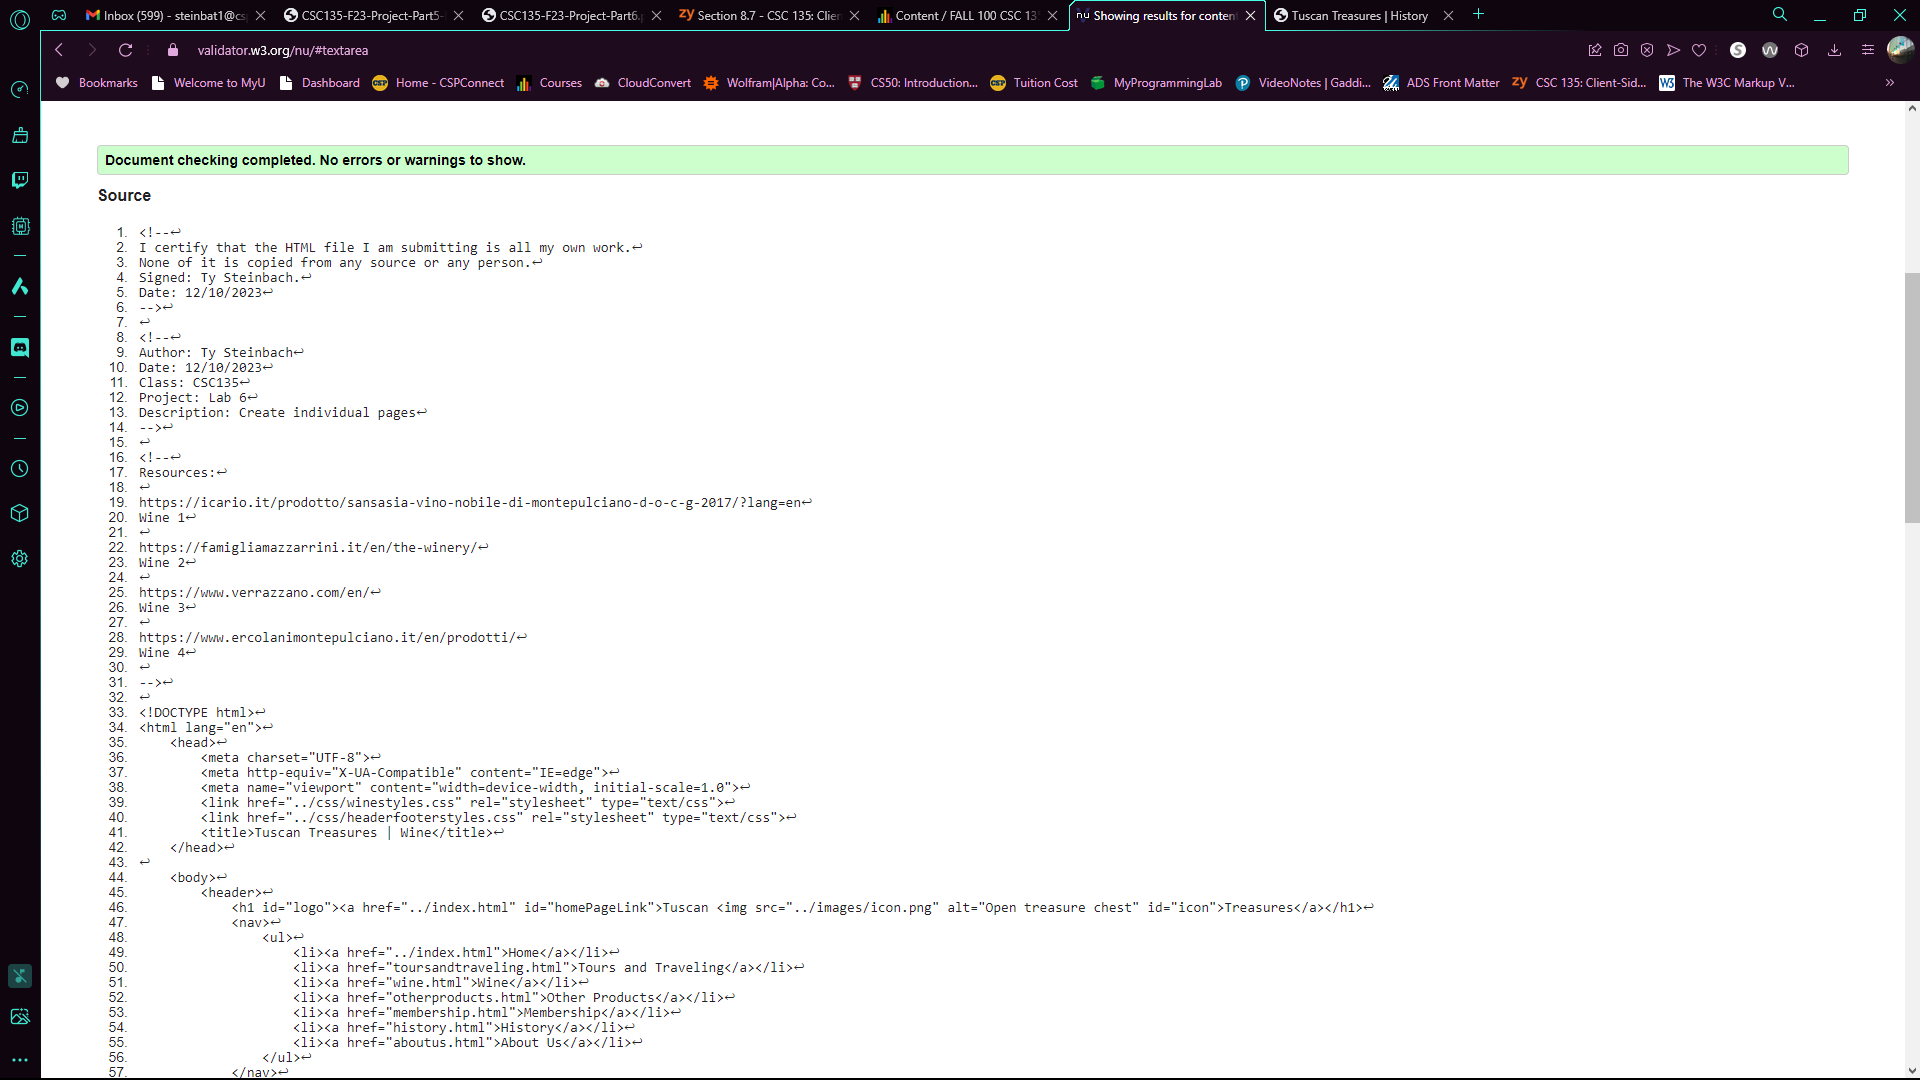 Inbox (599) - steinbat1@cs
CSC135-F23-Project-Part5-
CSC135-F23-Project-Part6.p
zy Section 8.7 - CSC 135: Clien
Content / FALL 100 CSC 13
nu Showing results for conten
Tuscan Treasures | History
validator.w3.org/nu/#textarea
Bookmarks
Welcome to MyU
Dashboard
CSP Home - CSPConnect
Courses
CloudConvert
Wolfram|Alpha: Co...
CS50: Introduction...
CSP Tuition Cost
MyProgrammingLab
VideoNotes | Gaddi...
ADS Front Matter
zy CSC 135: Client-Sid...
W3 The W3C Markup V...
Document checking completed. No errors or warnings to show.
Source
1. <!--↩
2. I certify that the HTML file I am submitting is all my own work.↩
3. None of it is copied from any source or any person.↩
4. Signed: Ty Steinbach.↩
5. Date: 12/10/2023↩
6. -->↩
7. ↩
8. <!--↩
9. Author: Ty Steinbach↩
10. Date: 12/10/2023↩
11. Class: CSC135↩
12. Project: Lab 6↩
13. Description: Create individual pages↩
14. -->↩
15. ↩
16. <!--↩
17. Resources:↩
18. ↩
19. https://icario.it/prodotto/sansasia-vino-nobile-di-montepulciano-d-o-c-g-2017/?lang=en↩
20. Wine 1↩
21. ↩
22. https://famigliamazzarrini.it/en/the-winery/↩
23. Wine 2↩
24. ↩
25. https://www.verrazzano.com/en/↩
26. Wine 3↩
27. ↩
28. https://www.ercolanimontepulciano.it/en/prodotti/↩
29. Wine 4↩
30. ↩
31. -->↩
32. ↩
33. <!DOCTYPE html>↩
34. <html lang="en">↩
35. <head>↩
36. <meta charset="UTF-8">↩
37. <meta http-equiv="X-UA-Compatible" content="IE=edge">↩
38. <meta name="viewport" content="width=device-width, initial-scale=1.0">↩
39. <link href="../css/winestyles.css" rel="stylesheet" type="text/css">↩
40. <link href="../css/headerfooterstyles.css" rel="stylesheet" type="text/css">↩
41. <title>Tuscan Treasures | Wine</title>↩
42. </head>↩
43. ↩
44. <body>↩
45. <header>↩
46. <h1 id="logo"><a href="../index.html" id="homePageLink">Tuscan <img src="../images/icon.png" alt="Open treasure chest" id="icon">Treasures</a></h1>↩
47. <nav>↩
48. <ul>↩
49. <li><a href="../index.html">Home</a></li>↩
50. <li><a href="toursandtraveling.html">Tours and Traveling</a></li>↩
51. <li><a href="wine.html">Wine</a></li>↩
52. <li><a href="otherproducts.html">Other Products</a></li>↩
53. <li><a href="membership.html">Membership</a></li>↩
54. <li><a href="history.html">History</a></li>↩
55. <li><a href="aboutus.html">About Us</a></li>↩
56. </ul>↩
57. </nav>↩